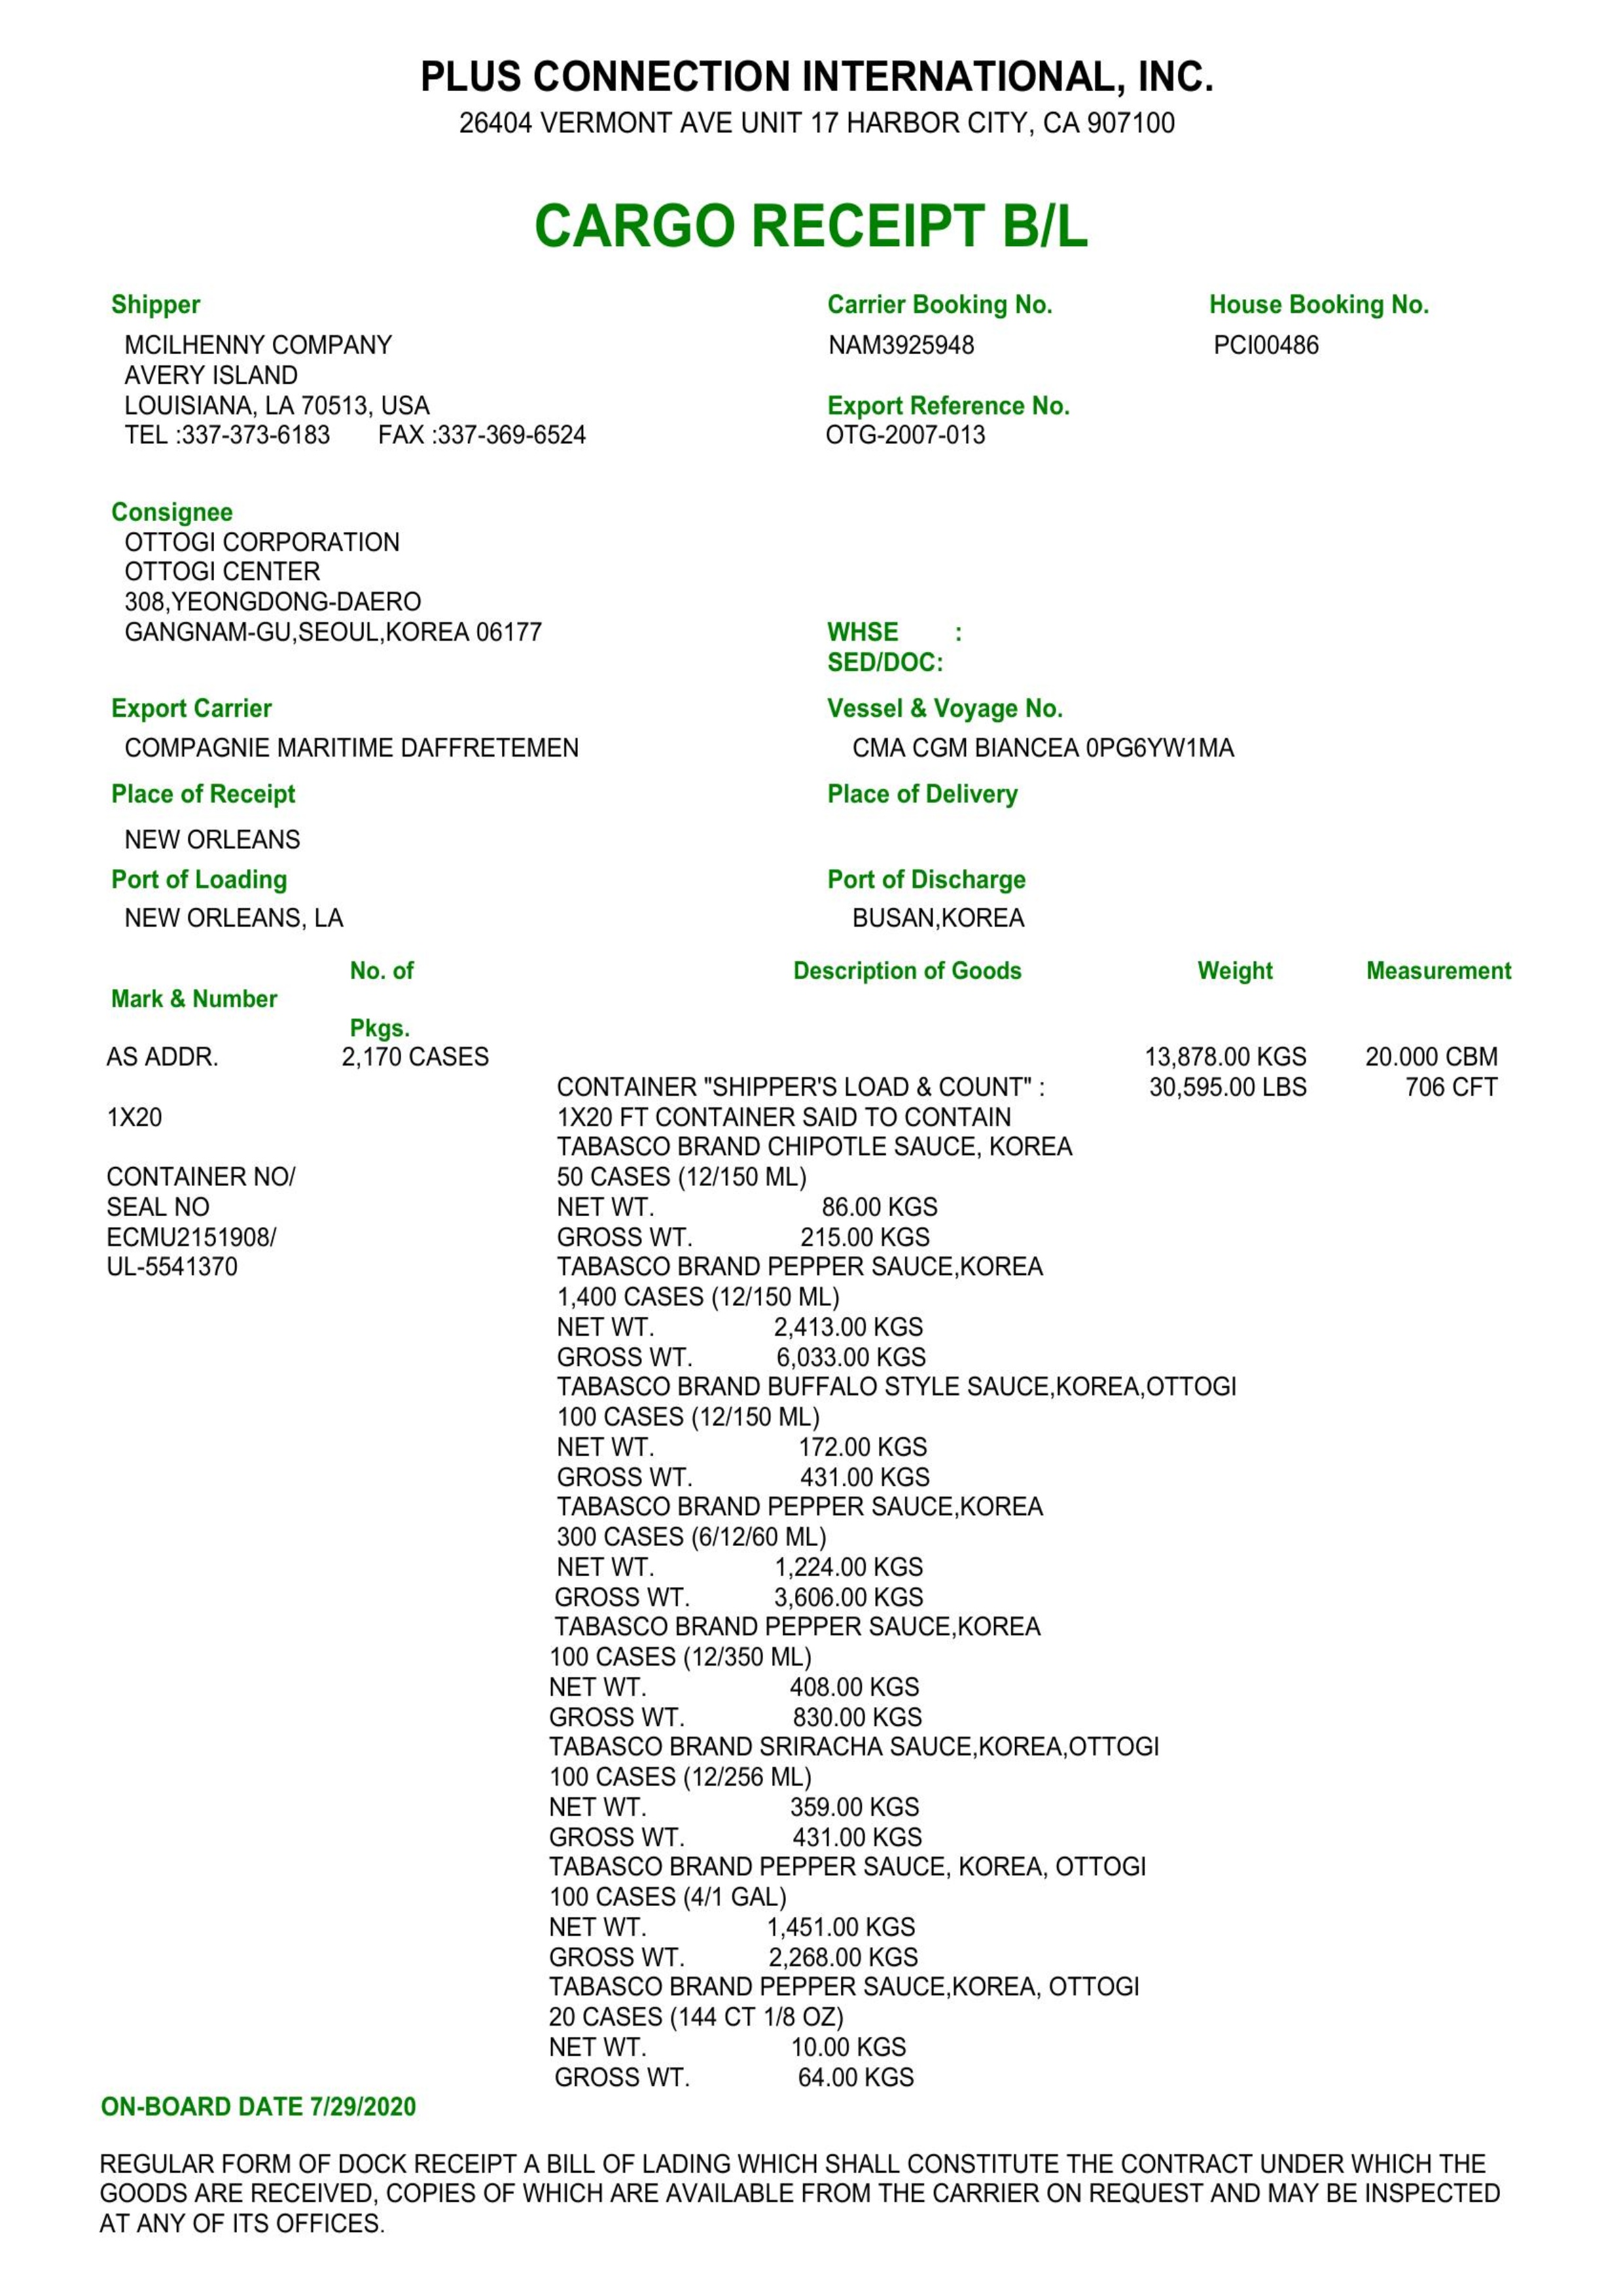 PLUS CONNECTION INTERNATIONAL, INC.
26404 VERMONT AVE UNIT 17 HARBOR CITY, CA 907100
CARGO RECEIPT B/L
Shipper
MCILHENNY COMPANY
AVERY ISLAND
LOUISIANA, LA 70513, USA
TEL :337-373-6183 FAX :337-369-6524
Carrier Booking No. House Booking No.
NAM3925948 PCI00486
Export Reference No.
OTG-2007-013
Consignee
OTTOGI CORPORATION
OTTOGI CENTER
308,YEONGDONG-DAERO
GANGNAM-GU,SEOUL,KOREA 06177
WHSE :
SED/DOC:
Export Carrier Vessel & Voyage No.
COMPAGNIE MARITIME DAFFRETEMEN CMA CGM BIANCEA 0PG6YW1MA
Place of Receipt Place of Delivery
NEW ORLEANS
Port of Loading Port of Discharge
NEW ORLEANS, LA BUSAN,KOREA
No. of Description of Goods Weight Measurement
Mark & Number
Pkgs.
AS ADDR. 2,170 CASES 13,878.00 KGS 20.000 CBM
CONTAINER "SHIPPER'S LOAD & COUNT" : 30,595.00 LBS 706 CFT
1X20 1X20 FT CONTAINER SAID TO CONTAIN
TABASCO BRAND CHIPOTLE SAUCE, KOREA
CONTAINER NO/ 50 CASES (12/150 ML)
SEAL NO NET WT. 86.00 KGS
ECMU2151908/ GROSS WT. 215.00 KGS
UL-5541370 TABASCO BRAND PEPPER SAUCE,KOREA
1,400 CASES (12/150 ML)
NET WT. 2,413.00 KGS
GROSS WT. 6,033.00 KGS
TABASCO BRAND BUFFALO STYLE SAUCE,KOREA,OTTOGI
100 CASES (12/150 ML)
NET WT. 172.00 KGS
GROSS WT. 431.00 KGS
TABASCO BRAND PEPPER SAUCE,KOREA
300 CASES (6/12/60 ML)
NET WT. 1,224.00 KGS
GROSS WT. 3,606.00 KGS
TABASCO BRAND PEPPER SAUCE,KOREA
100 CASES (12/350 ML)
NET WT. 408.00 KGS
GROSS WT. 830.00 KGS
TABASCO BRAND SRIRACHA SAUCE,KOREA,OTTOGI
100 CASES (12/256 ML)
NET WT. 359.00 KGS
GROSS WT. 431.00 KGS
TABASCO BRAND PEPPER SAUCE, KOREA, OTTOGI
100 CASES (4/1 GAL)
NET WT. 1,451.00 KGS
GROSS WT. 2,268.00 KGS
TABASCO BRAND PEPPER SAUCE,KOREA, OTTOGI
20 CASES (144 CT 1/8 OZ)
NET WT. 10.00 KGS
GROSS WT. 64.00 KGS
ON-BOARD DATE 7/29/2020
REGULAR FORM OF DOCK RECEIPT A BILL OF LADING WHICH SHALL CONSTITUTE THE CONTRACT UNDER WHICH THE
GOODS ARE RECEIVED, COPIES OF WHICH ARE AVAILABLE FROM THE CARRIER ON REQUEST AND MAY BE INSPECTED
AT ANY OF ITS OFFICES.